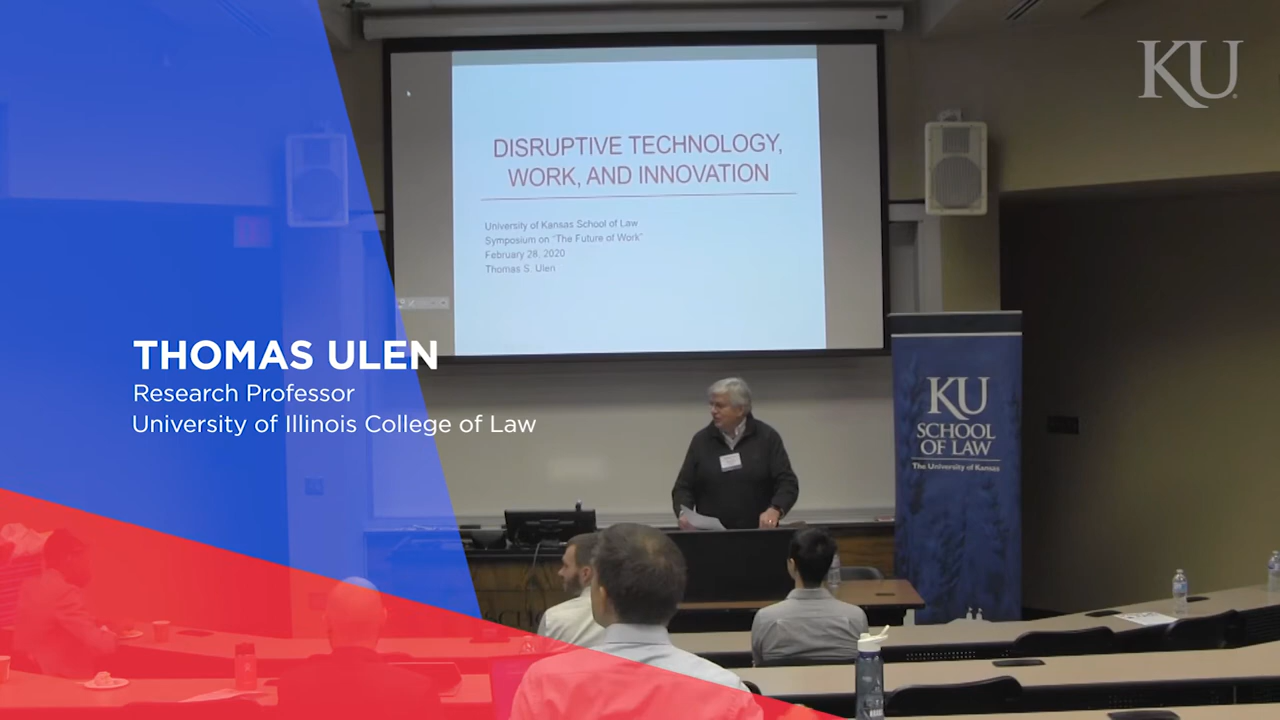 KU
DISRUPTIVE TECHNOLOGY,
WORK, AND INNOVATION
University of Kansas School of Law
Symposium on "The Future of Work"
February 28, 2020
Thomas S. Ulen
THOMAS ULEN
Research Professor
University of Illinois College of Law
KU
SCHOOL
OF LAW
The University of Kansas